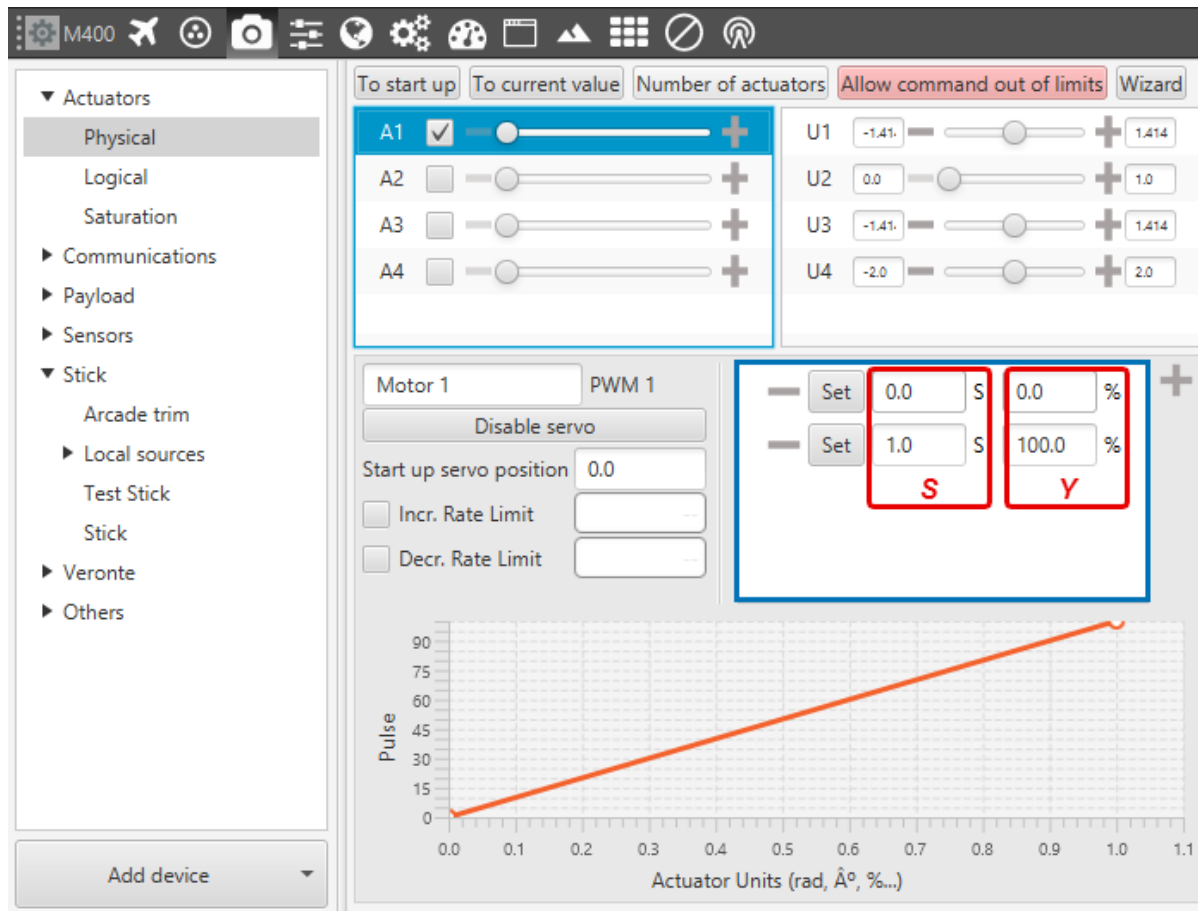 M400
Actuators
Physical
Logical
Saturation
Communications
Payload
Sensors
Stick
Arcade trim
Local sources
Test Stick
Stick
Veronte
Others
Add device
To start up To current value Number of actuators Allow command out of limits Wizard
A1
A2
A3
A4
U1 -1.41. 1.414
U2 0.0 1.0
U3 -1.41. 1.414
U4 -2.0 2.0
Motor 1 PWM 1
Disable servo
Start up servo position 0.0
Incr. Rate Limit --
Decr. Rate Limit --
Set 0.0 S 0.0 %
Set 1.0 S 100.0 %
S Y
Pulse
90
75
60
45
30
15
0
0.0 0.1 0.2 0.3 0.4 0.5 0.6 0.7 0.8 0.9 1.0 1.1
Actuator Units (rad, Âº, %...)